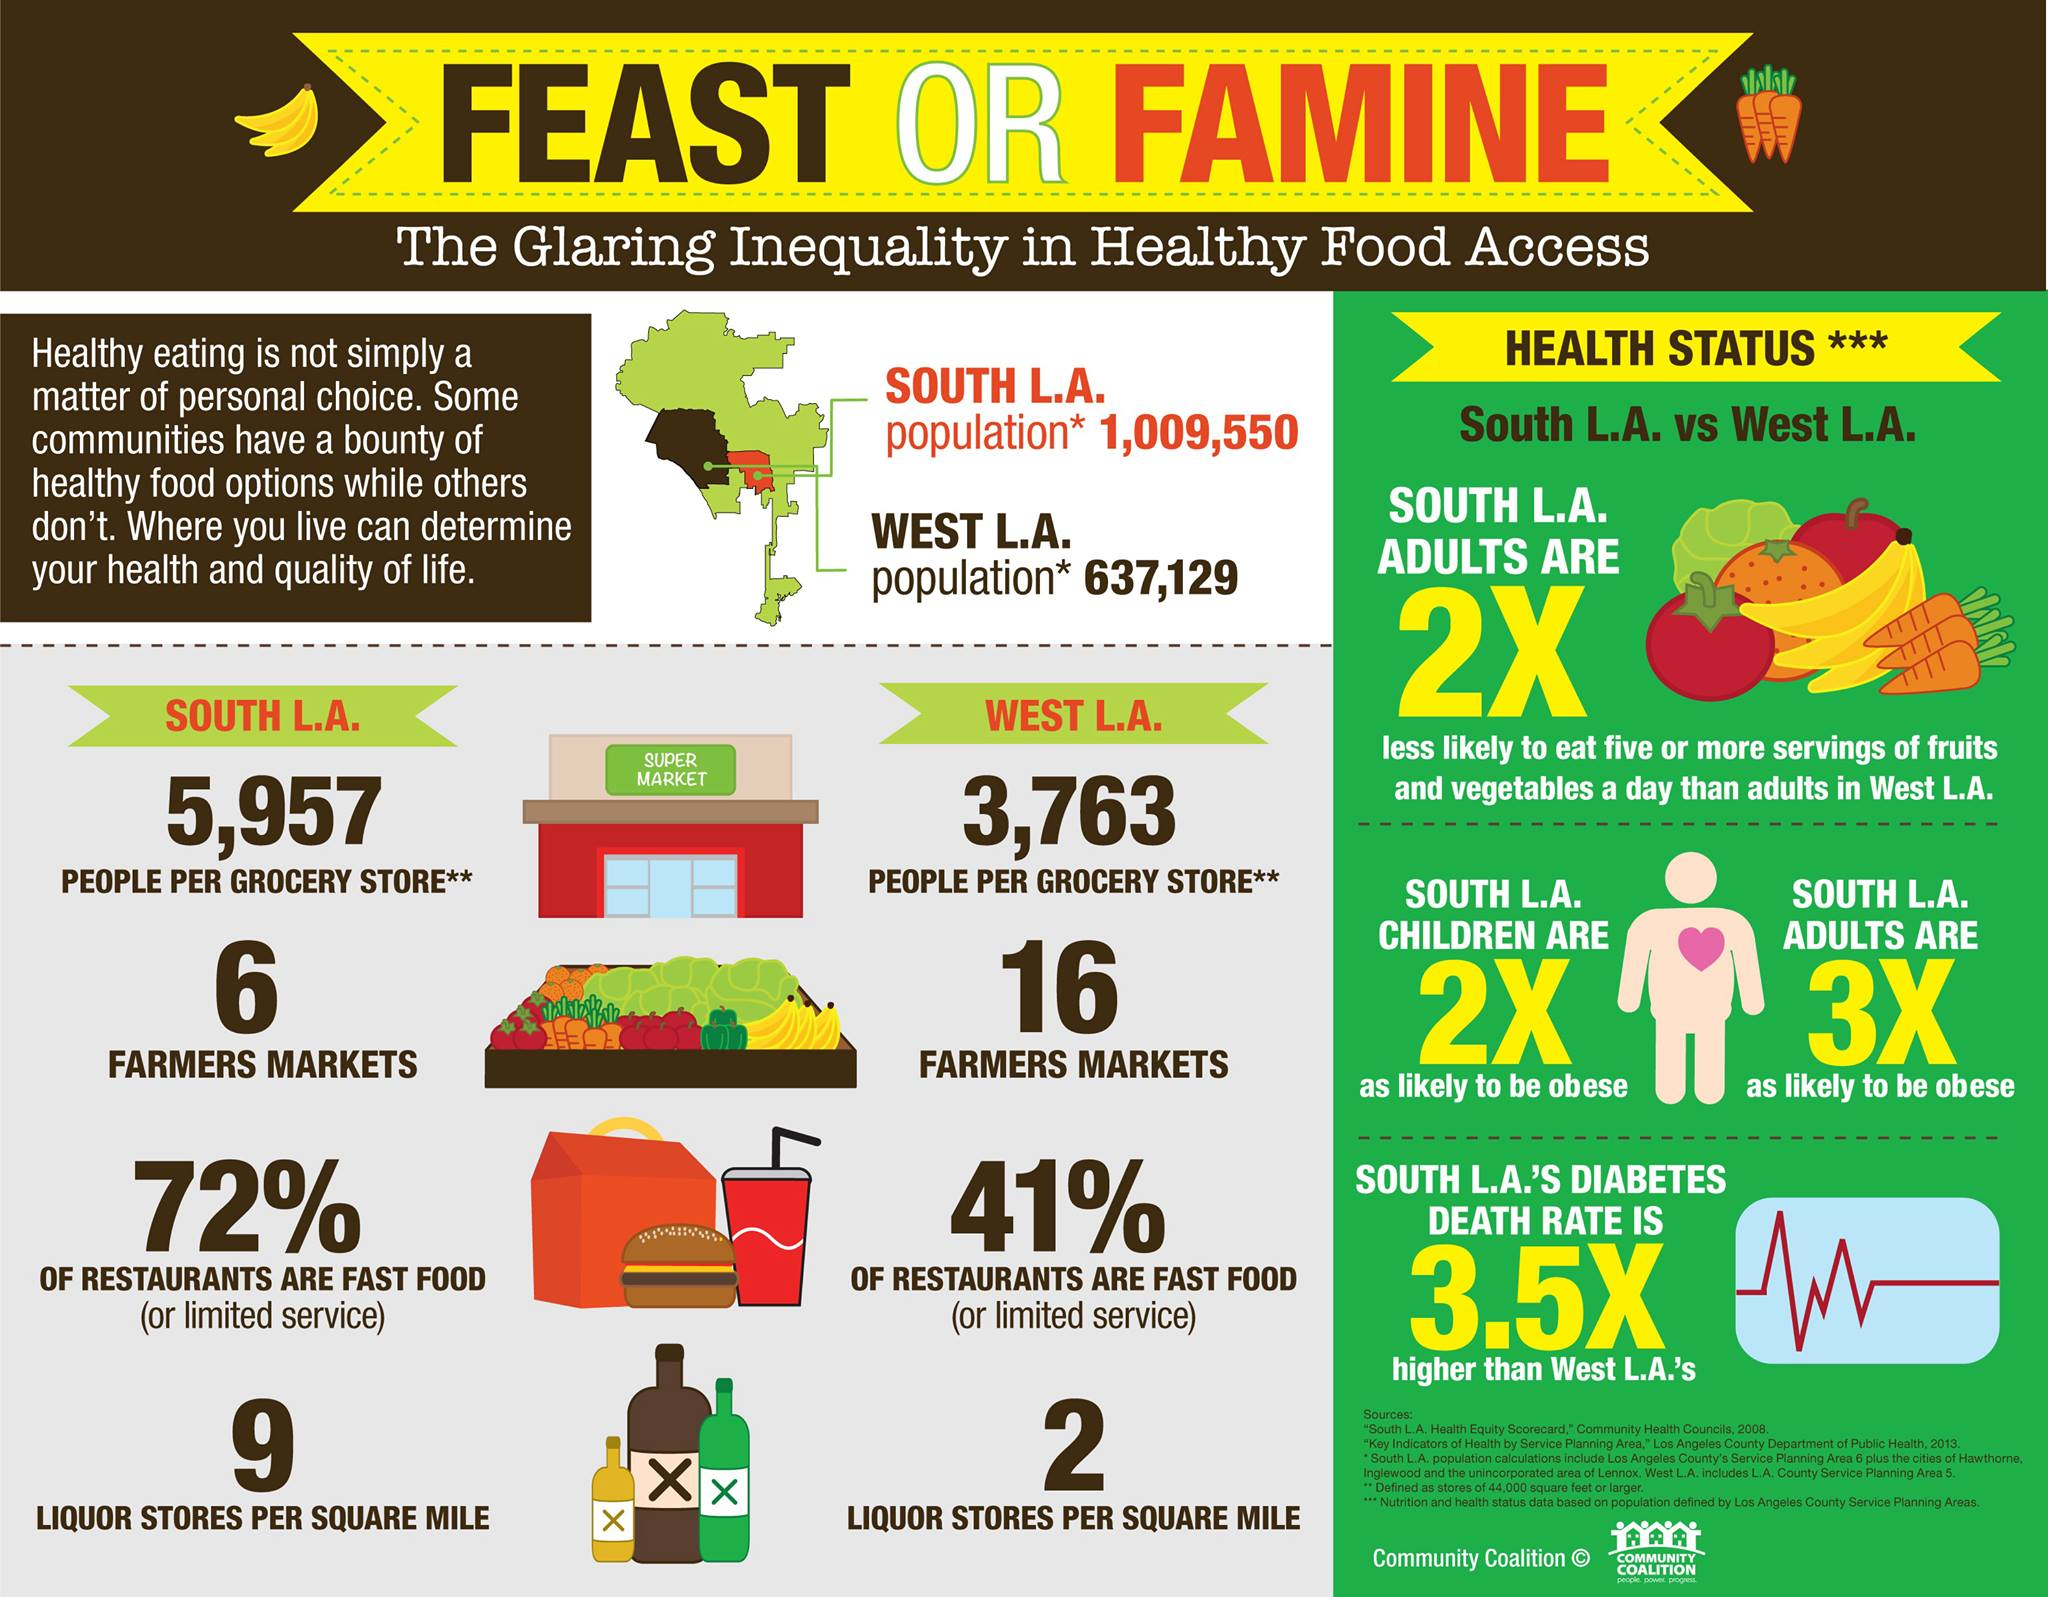 FEAST OR FAMINE
The Glaring Inequality in Healthy Food Access
Healthy eating is not simply a
matter of personal choice. Some
communities have a bounty of
healthy food options while others
don't. Where you live can determine
your health and quality of life.
SOUTH L.A.
population* 1,009,550
WEST L.A.
population* 637,129
SOUTH L.A.
5,957
PEOPLE PER GROCERY STORE**
6
FARMERS MARKETS
72%
OF RESTAURANTS ARE FAST FOOD
(or limited service)
9
LIQUOR STORES PER SQUARE MILE
SUPER
MARKET
WEST L.A.
3,763
PEOPLE PER GROCERY STORE**
16
FARMERS MARKETS
41%
OF RESTAURANTS ARE FAST FOOD
(or limited service)
2
LIQUOR STORES PER SQUARE MILE
HEALTH STATUS ***
South L.A. vs West L.A.
SOUTH L.A.
ADULTS ARE
2X
less likely to eat five or more servings of fruits
and vegetables a day than adults in West L.A.
SOUTH L.A.
CHILDREN ARE
2X
as likely to be obese
SOUTH L.A.
ADULTS ARE
3X
as likely to be obese
SOUTH L.A.'S DIABETES
DEATH RATE IS
3.5X
higher than West L.A.'s
Sources:
"South L.A. Health Equity Scorecard," Community Health Councils, 2008.
"Key Indicators of Health by Service Planning Area," Los Angeles County Department of Public Health, 2013.
* South L.A. population calculations include Los Angeles County's Service Planning Area 6 plus the cities of Hawthorne,
Inglewood and the unincorporated area of Lennox. West L.A. includes L.A. County Service Planning Area 5.
** Defined as stores of 44,000 square feet or larger.
*** Nutrition and health status data based on population defined by Los Angeles County Service Planning Areas.
Community Coalition ©
COMMUNITY
COALITION
people. power. progress.